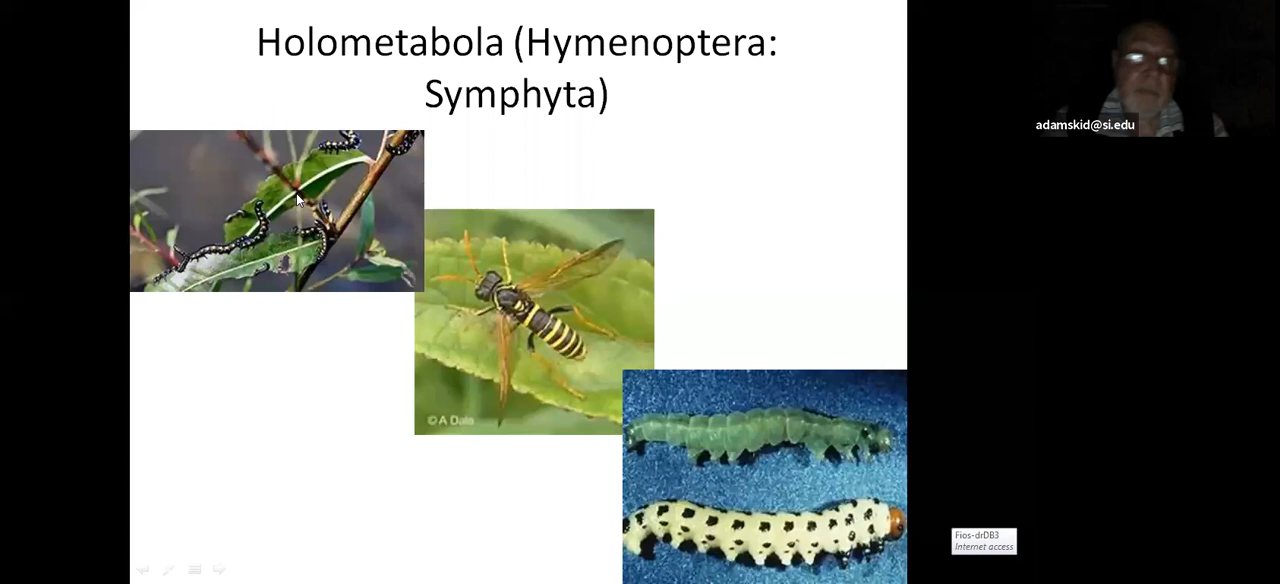 Holometabola (Hymenoptera:
Symphyta)
adamskid@si.edu
© A Dale
Fios-drDB3
Internet access